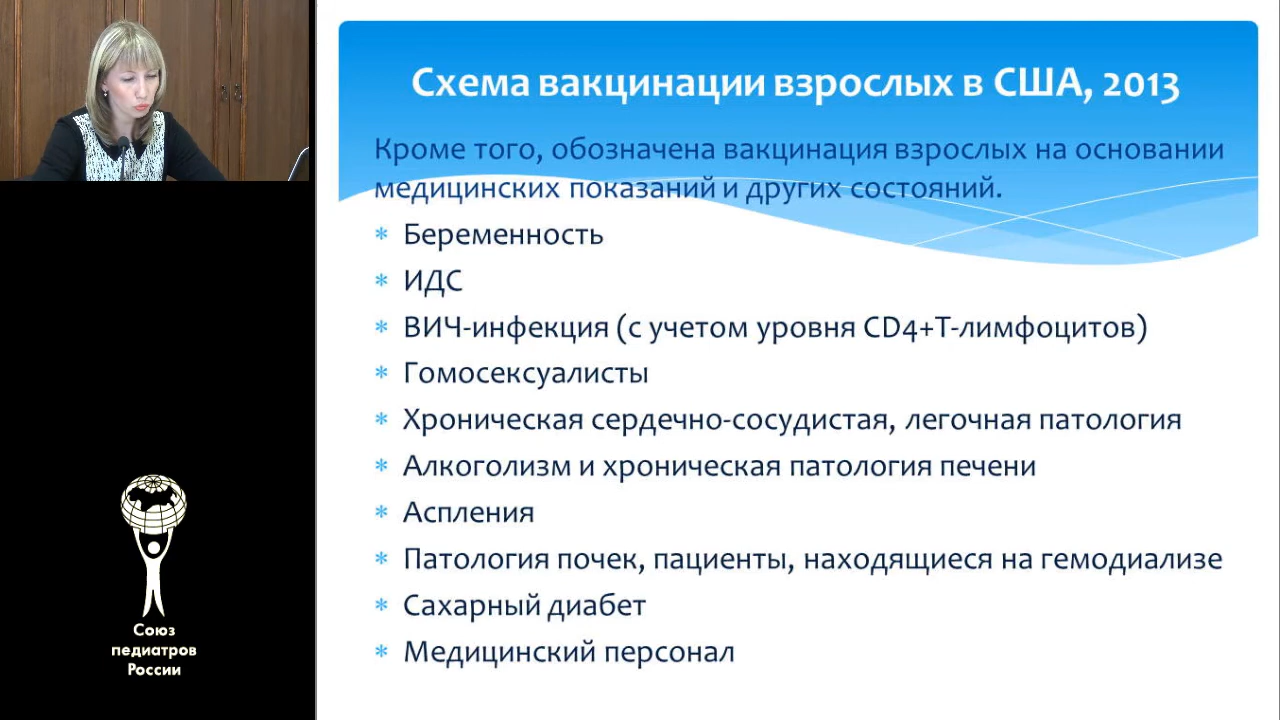 Схема вакцинации взрослых в США, 2013
Кроме того, обозначена вакцинация взрослых на основании
медицинских показаний и других состояний.
* Беременность
* ИДС
* ВИЧ-инфекция (с учетом уровня CD4+Т-лимфоцитов)
* Гомосексуалисты
* Хроническая сердечно-сосудистая, легочная патология
* Алкоголизм и хроническая патология печени
* Аспления
* Патология почек, пациенты, находящиеся на гемодиализе
* Сахарный диабет
* Медицинский персонал
Союз
педиатров
России